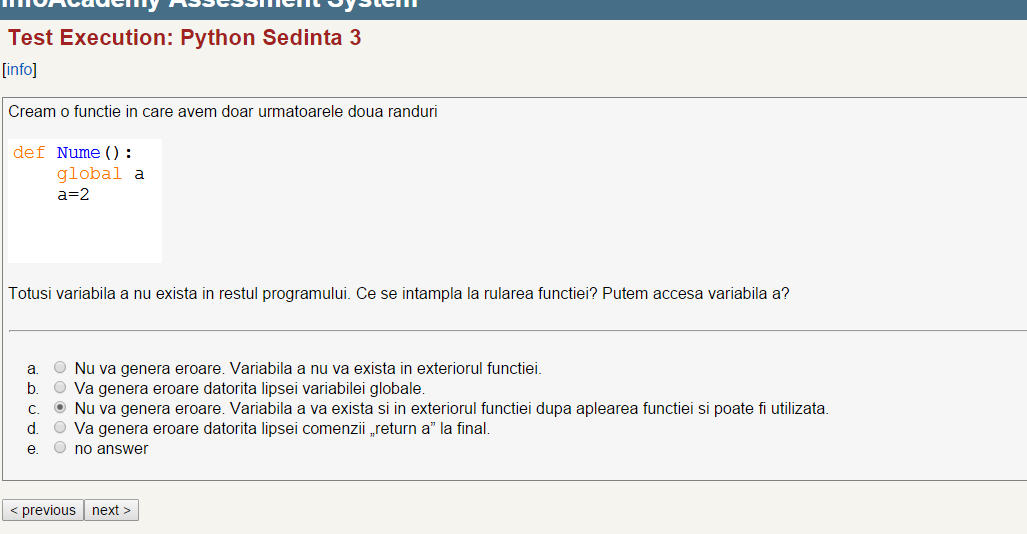 InfoAcademy Assessment System
Test Execution: Python Sedinta 3
[info]
Cream o functie in care avem doar urmatoarele doua randuri
def Nume():
global a
a=2
Totusi variabila a nu exista in restul programului. Ce se intampla la rularea functiei? Putem accesa variabila a?
a. Nu va genera eroare. Variabila a nu va exista in exteriorul functiei.
b. Va genera eroare datorita lipsei variabilei globale.
c. Nu va genera eroare. Variabila a va exista si in exteriorul functiei dupa aplearea functiei si poate fi utilizata.
d. Va genera eroare datorita lipsei comenzii „return a” la final.
e. no answer
< previous next >